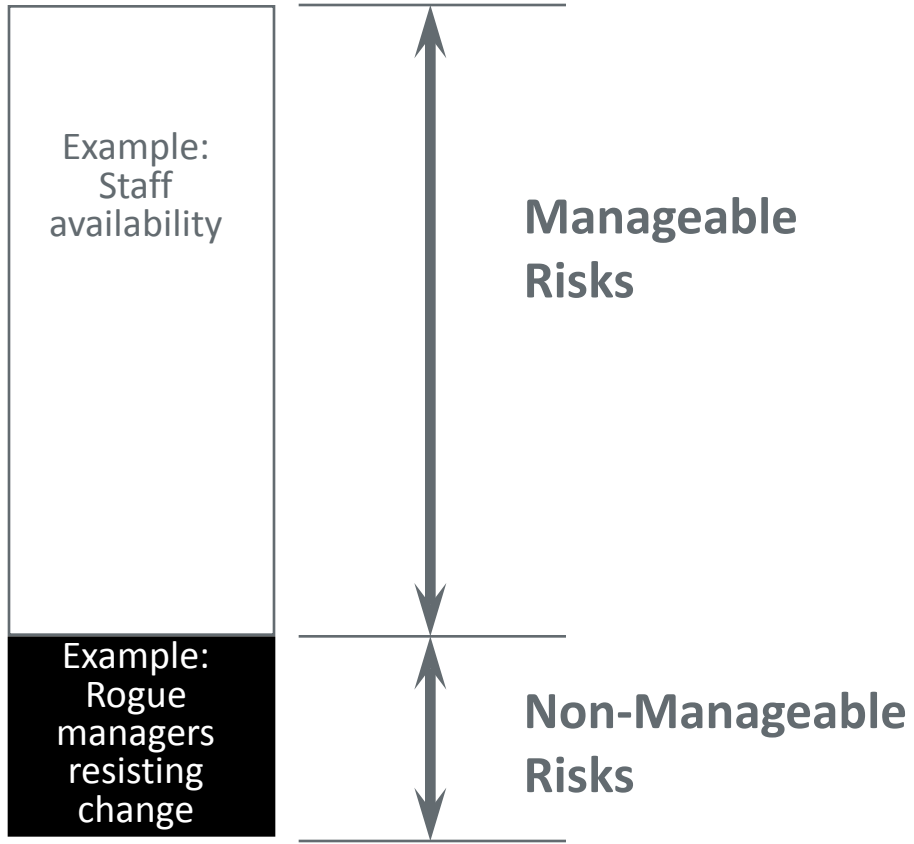 Example:
Staff
availability
Manageable
Risks
Example:
Rogue
managers
resisting
change
Non-Manageable
Risks